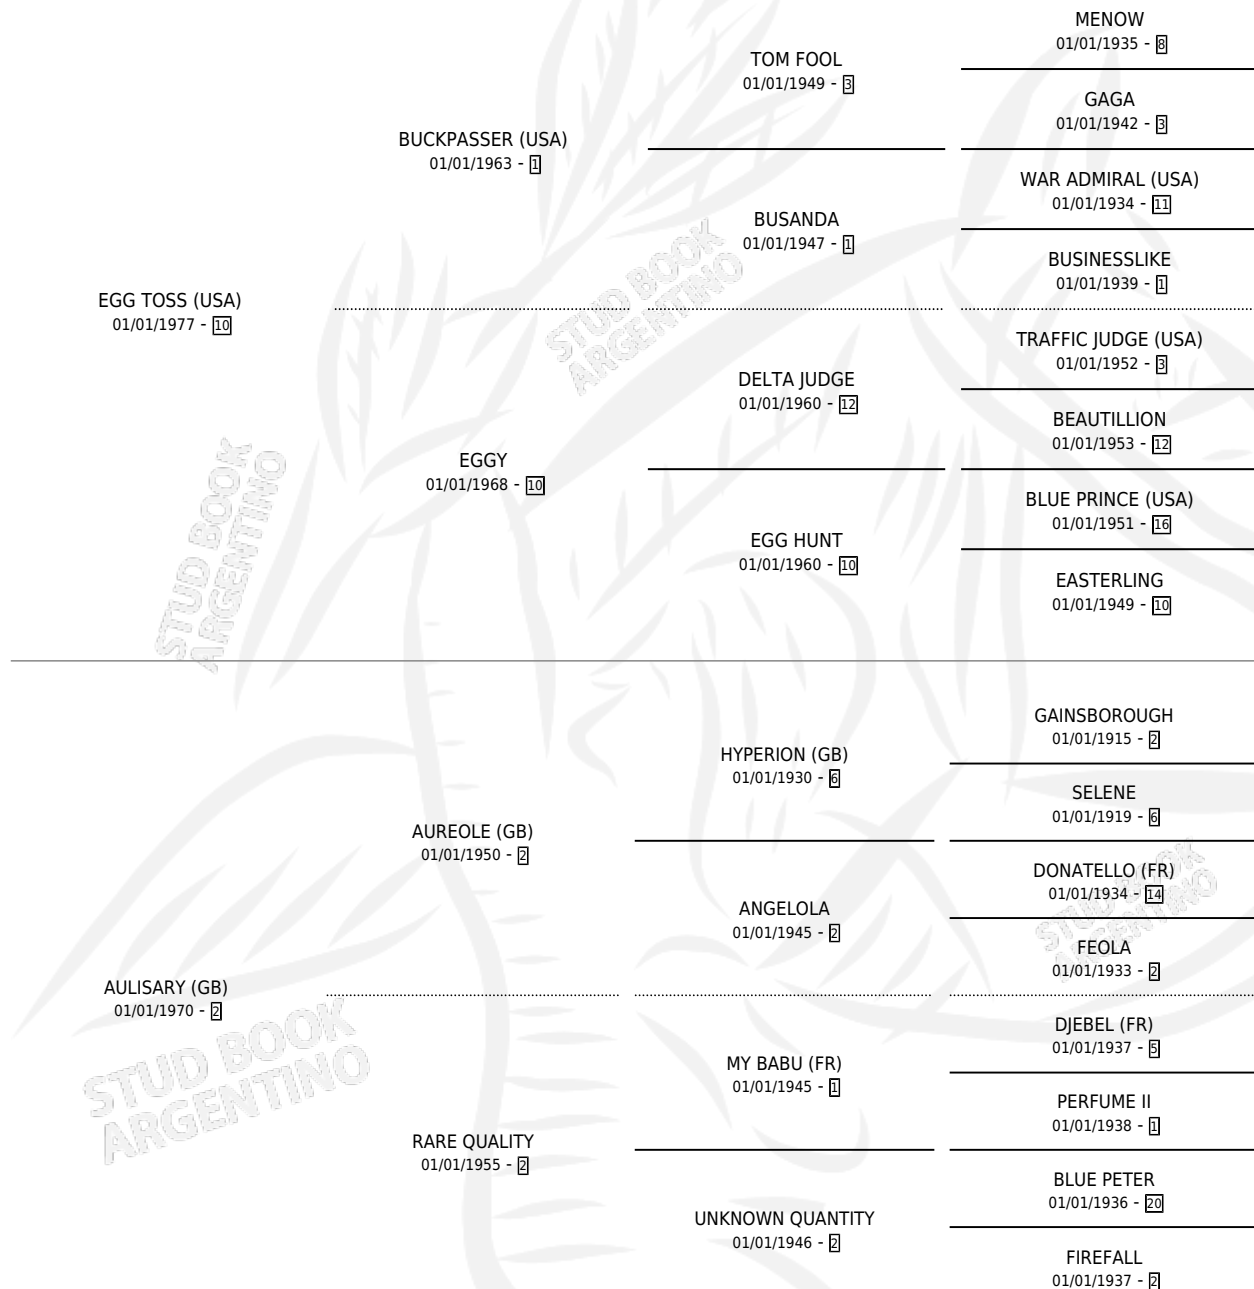 MENOW
01/01/1935 - 8
TOM FOOL
01/01/1949 - 3
GAGA
01/01/1942 - 3
BUCKPASSER (USA)
01/01/1963 - 1
WAR ADMIRAL (USA)
01/01/1934 - 11
BUSANDA
01/01/1947 - 1
BUSINESSLIKE
01/01/1939 - 1
EGG TOSS (USA)
01/01/1977 - 10
TRAFFIC JUDGE (USA)
01/01/1952 - 3
DELTA JUDGE
01/01/1960 - 12
BEAUTILLION
01/01/1953 - 12
EGGY
01/01/1968 - 10
BLUE PRINCE (USA)
01/01/1951 - 16
EGG HUNT
01/01/1960 - 10
EASTERLING
01/01/1949 - 10
GAINSBOROUGH
01/01/1915 - 2
HYPERION (GB)
01/01/1930 - 6
SELENE
01/01/1919 - 6
AUREOLE (GB)
01/01/1950 - 2
DONATELLO (FR)
01/01/1934 - 14
ANGELOLA
01/01/1945 - 2
FEOLA
01/01/1933 - 2
AULISARY (GB)
01/01/1970 - 2
DJEBEL (FR)
01/01/1937 - 5
MY BABU (FR)
01/01/1945 - 1
PERFUME II
01/01/1938 - 1
RARE QUALITY
01/01/1955 - 2
BLUE PETER
01/01/1936 - 20
UNKNOWN QUANTITY
01/01/1946 - 2
FIREFALL
01/01/1937 - 2
STUD BOOK
ARGENTINO
STUD BOOK
ARGENTINO
STUD BOOK
ARGENTINO
STUD BOOK
ARGENTINO